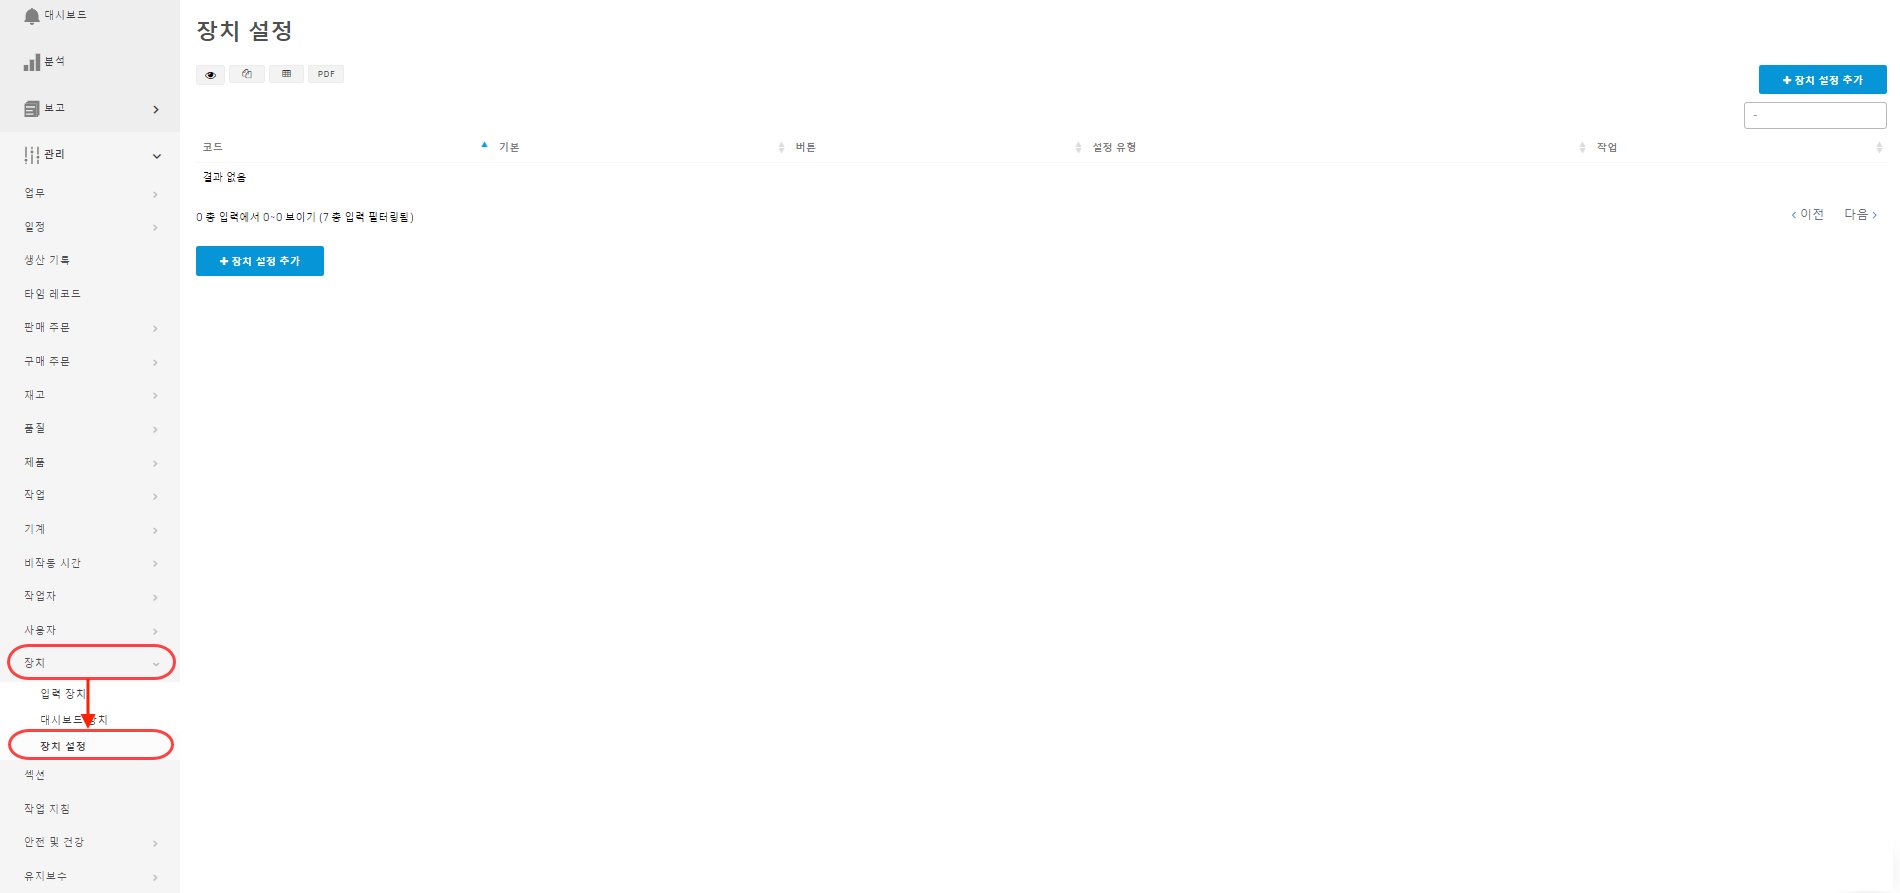 대시보드
분석
보고
관리
업무
일정
생산 기록
타임 레코드
판매 주문
구매 주문
재고
품질
제품
작업
기계
비작동 시간
작업자
사용자
장치
입력 장치
대시보드 장치
장치 설정
섹션
작업 지침
안전 및 건강
유지보수
장치 설정
PDF
+ 장치 설정 추가
-
코드 기본 버튼 설정 유형 작업
결과 없음
0 총 입력에서 0~0 보이기 (7 총 입력 필터링됨)
‹ 이전 다음 ›
+ 장치 설정 추가